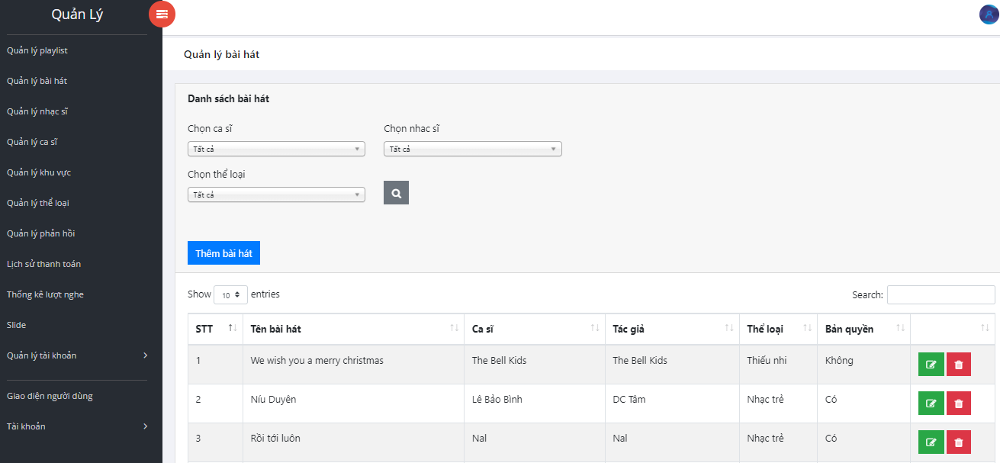 Quản Lý
Quản lý playlist
Quản lý bài hát
Quản lý nhạc sĩ
Quản lý ca sĩ
Quản lý khu vực
Quản lý thể loại
Quản lý phản hồi
Lịch sử thanh toán
Thống kê lượt nghe
Slide
Quản lý tài khoản
Giao diện người dùng
Tài khoản
Quản lý bài hát
Danh sách bài hát
Chọn ca sĩ Chọn nhac sĩ
Tất cả Tất cả
Chọn thể loại
Tất cả
Thêm bài hát
Show 10 entries Search:
STT Tên bài hát Ca sĩ Tác giả Thể loại Bản quyền
1 We wish you a merry christmas The Bell Kids The Bell Kids Thiếu nhi Không
2 Níu Duyên Lê Bảo Bình DC Tâm Nhạc trẻ Có
3 Rồi tới luôn Nal Nal Nhạc trẻ Có